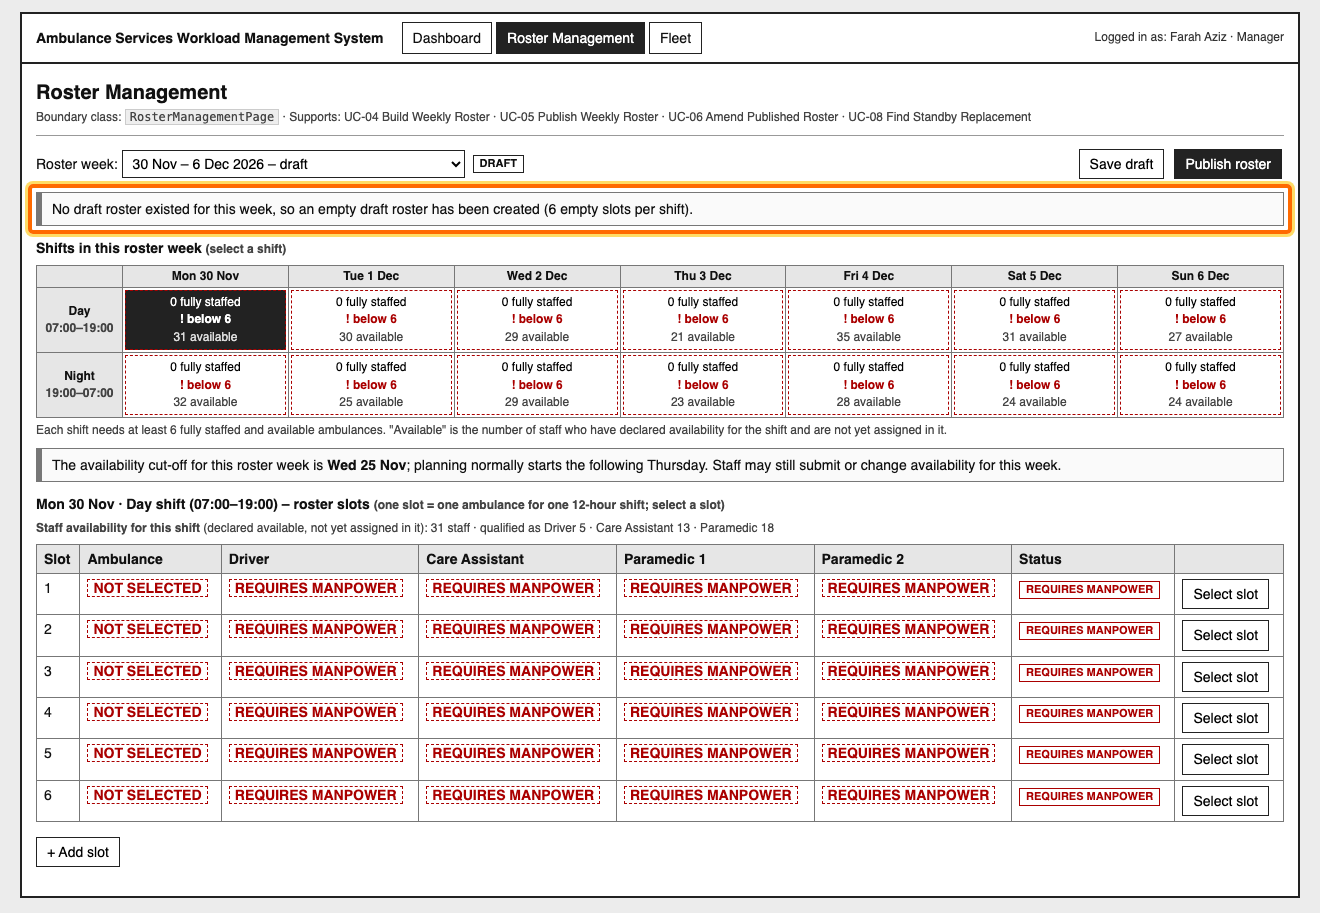 Ambulance Services Workload Management System Dashboard Roster Management Fleet Logged in as: Farah Aziz · Manager
Roster Management
Boundary class: RosterManagementPage · Supports: UC-04 Build Weekly Roster · UC-05 Publish Weekly Roster · UC-06 Amend Published Roster · UC-08 Find Standby Replacement
Roster week: 30 Nov – 6 Dec 2026 – draft DRAFT Save draft Publish roster
No draft roster existed for this week, so an empty draft roster has been created (6 empty slots per shift).
Shifts in this roster week (select a shift)
Mon 30 Nov Tue 1 Dec Wed 2 Dec Thu 3 Dec Fri 4 Dec Sat 5 Dec Sun 6 Dec
Day
07:00–19:00
0 fully staffed 0 fully staffed 0 fully staffed 0 fully staffed 0 fully staffed 0 fully staffed 0 fully staffed
! below 6 ! below 6 ! below 6 ! below 6 ! below 6 ! below 6 ! below 6
31 available 30 available 29 available 21 available 35 available 31 available 27 available
Night
19:00–07:00
0 fully staffed 0 fully staffed 0 fully staffed 0 fully staffed 0 fully staffed 0 fully staffed 0 fully staffed
! below 6 ! below 6 ! below 6 ! below 6 ! below 6 ! below 6 ! below 6
32 available 25 available 29 available 23 available 28 available 24 available 24 available
Each shift needs at least 6 fully staffed and available ambulances. "Available" is the number of staff who have declared availability for the shift and are not yet assigned in it.
The availability cut-off for this roster week is Wed 25 Nov; planning normally starts the following Thursday. Staff may still submit or change availability for this week.
Mon 30 Nov · Day shift (07:00–19:00) – roster slots (one slot = one ambulance for one 12-hour shift; select a slot)
Staff availability for this shift (declared available, not yet assigned in it): 31 staff · qualified as Driver 5 · Care Assistant 13 · Paramedic 18
Slot Ambulance Driver Care Assistant Paramedic 1 Paramedic 2 Status
1 NOT SELECTED REQUIRES MANPOWER REQUIRES MANPOWER REQUIRES MANPOWER REQUIRES MANPOWER REQUIRES MANPOWER Select slot
2 NOT SELECTED REQUIRES MANPOWER REQUIRES MANPOWER REQUIRES MANPOWER REQUIRES MANPOWER REQUIRES MANPOWER Select slot
3 NOT SELECTED REQUIRES MANPOWER REQUIRES MANPOWER REQUIRES MANPOWER REQUIRES MANPOWER REQUIRES MANPOWER Select slot
4 NOT SELECTED REQUIRES MANPOWER REQUIRES MANPOWER REQUIRES MANPOWER REQUIRES MANPOWER REQUIRES MANPOWER Select slot
5 NOT SELECTED REQUIRES MANPOWER REQUIRES MANPOWER REQUIRES MANPOWER REQUIRES MANPOWER REQUIRES MANPOWER Select slot
6 NOT SELECTED REQUIRES MANPOWER REQUIRES MANPOWER REQUIRES MANPOWER REQUIRES MANPOWER REQUIRES MANPOWER Select slot
+ Add slot